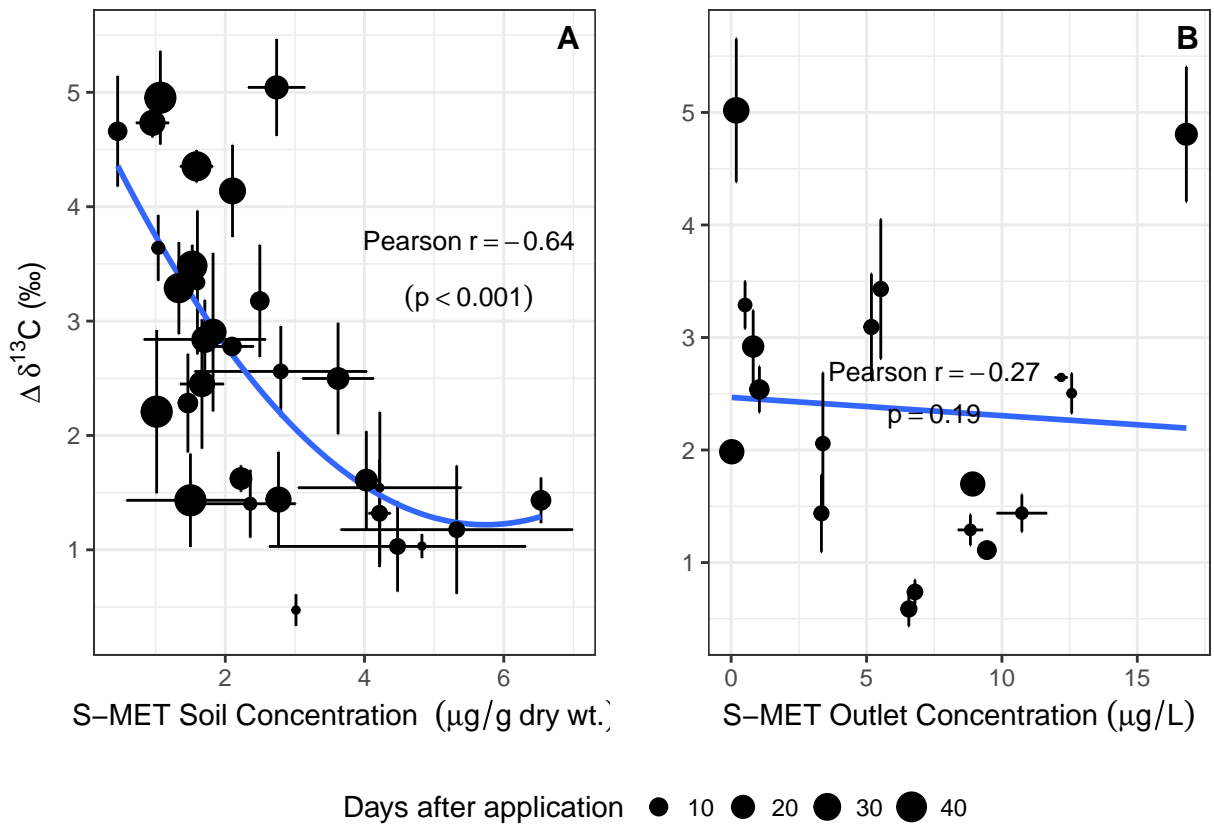 A
B
Δ δ¹³C (‰)
5
4
3
2
1
5
4
3
2
1
Pearson r = −0.64
(p < 0.001)
Pearson r = −0.27
p = 0.19
2 4 6
0 5 10 15
S−MET Soil Concentration (μg/g dry wt.)
S−MET Outlet Concentration (μg/L)
Days after application 10 20 30 40